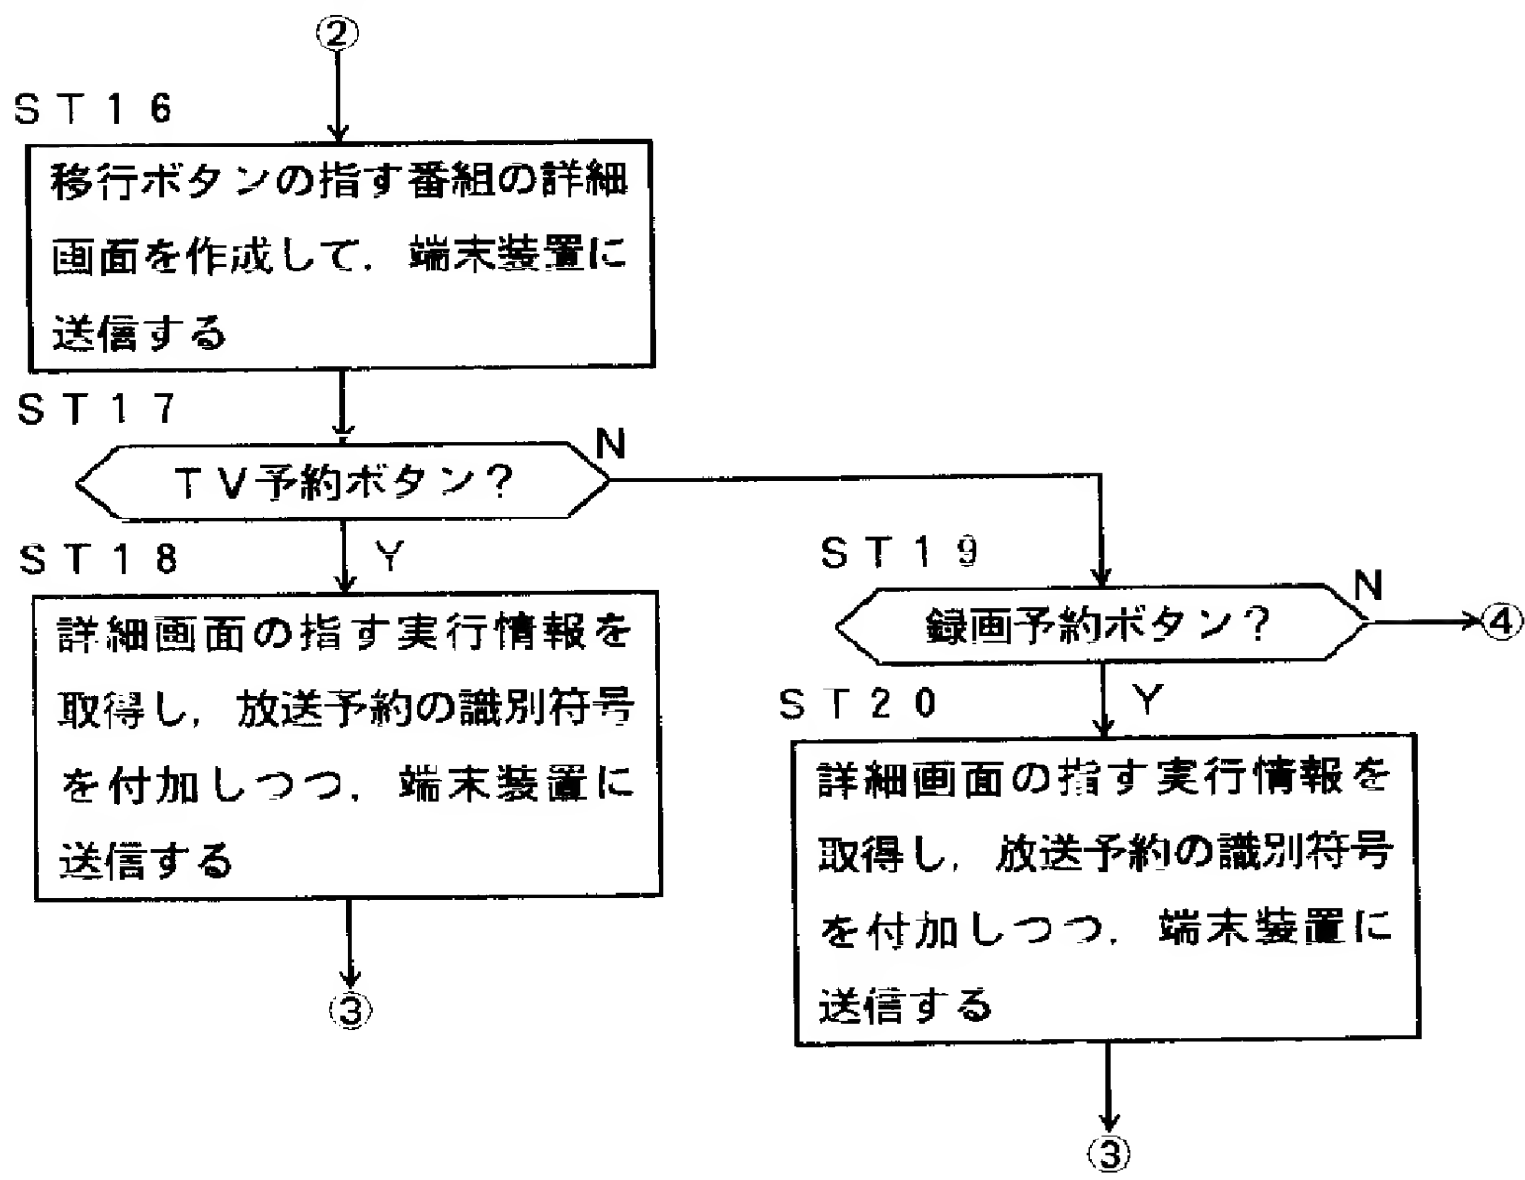 ②
ST16
移行ボタンの指す番組の詳細
画面を作成して，端末装置に
送信する
ST17
TV予約ボタン？
N
ST18
Y
詳細画面の指す実行情報を
取得し，放送予約の識別符号
を付加しつつ，端末装置に
送信する
③
ST19
録画予約ボタン？
N
④
ST20
Y
詳細画面の指す実行情報を
取得し，放送予約の識別符号
を付加しつつ，端末装置に
送信する
③